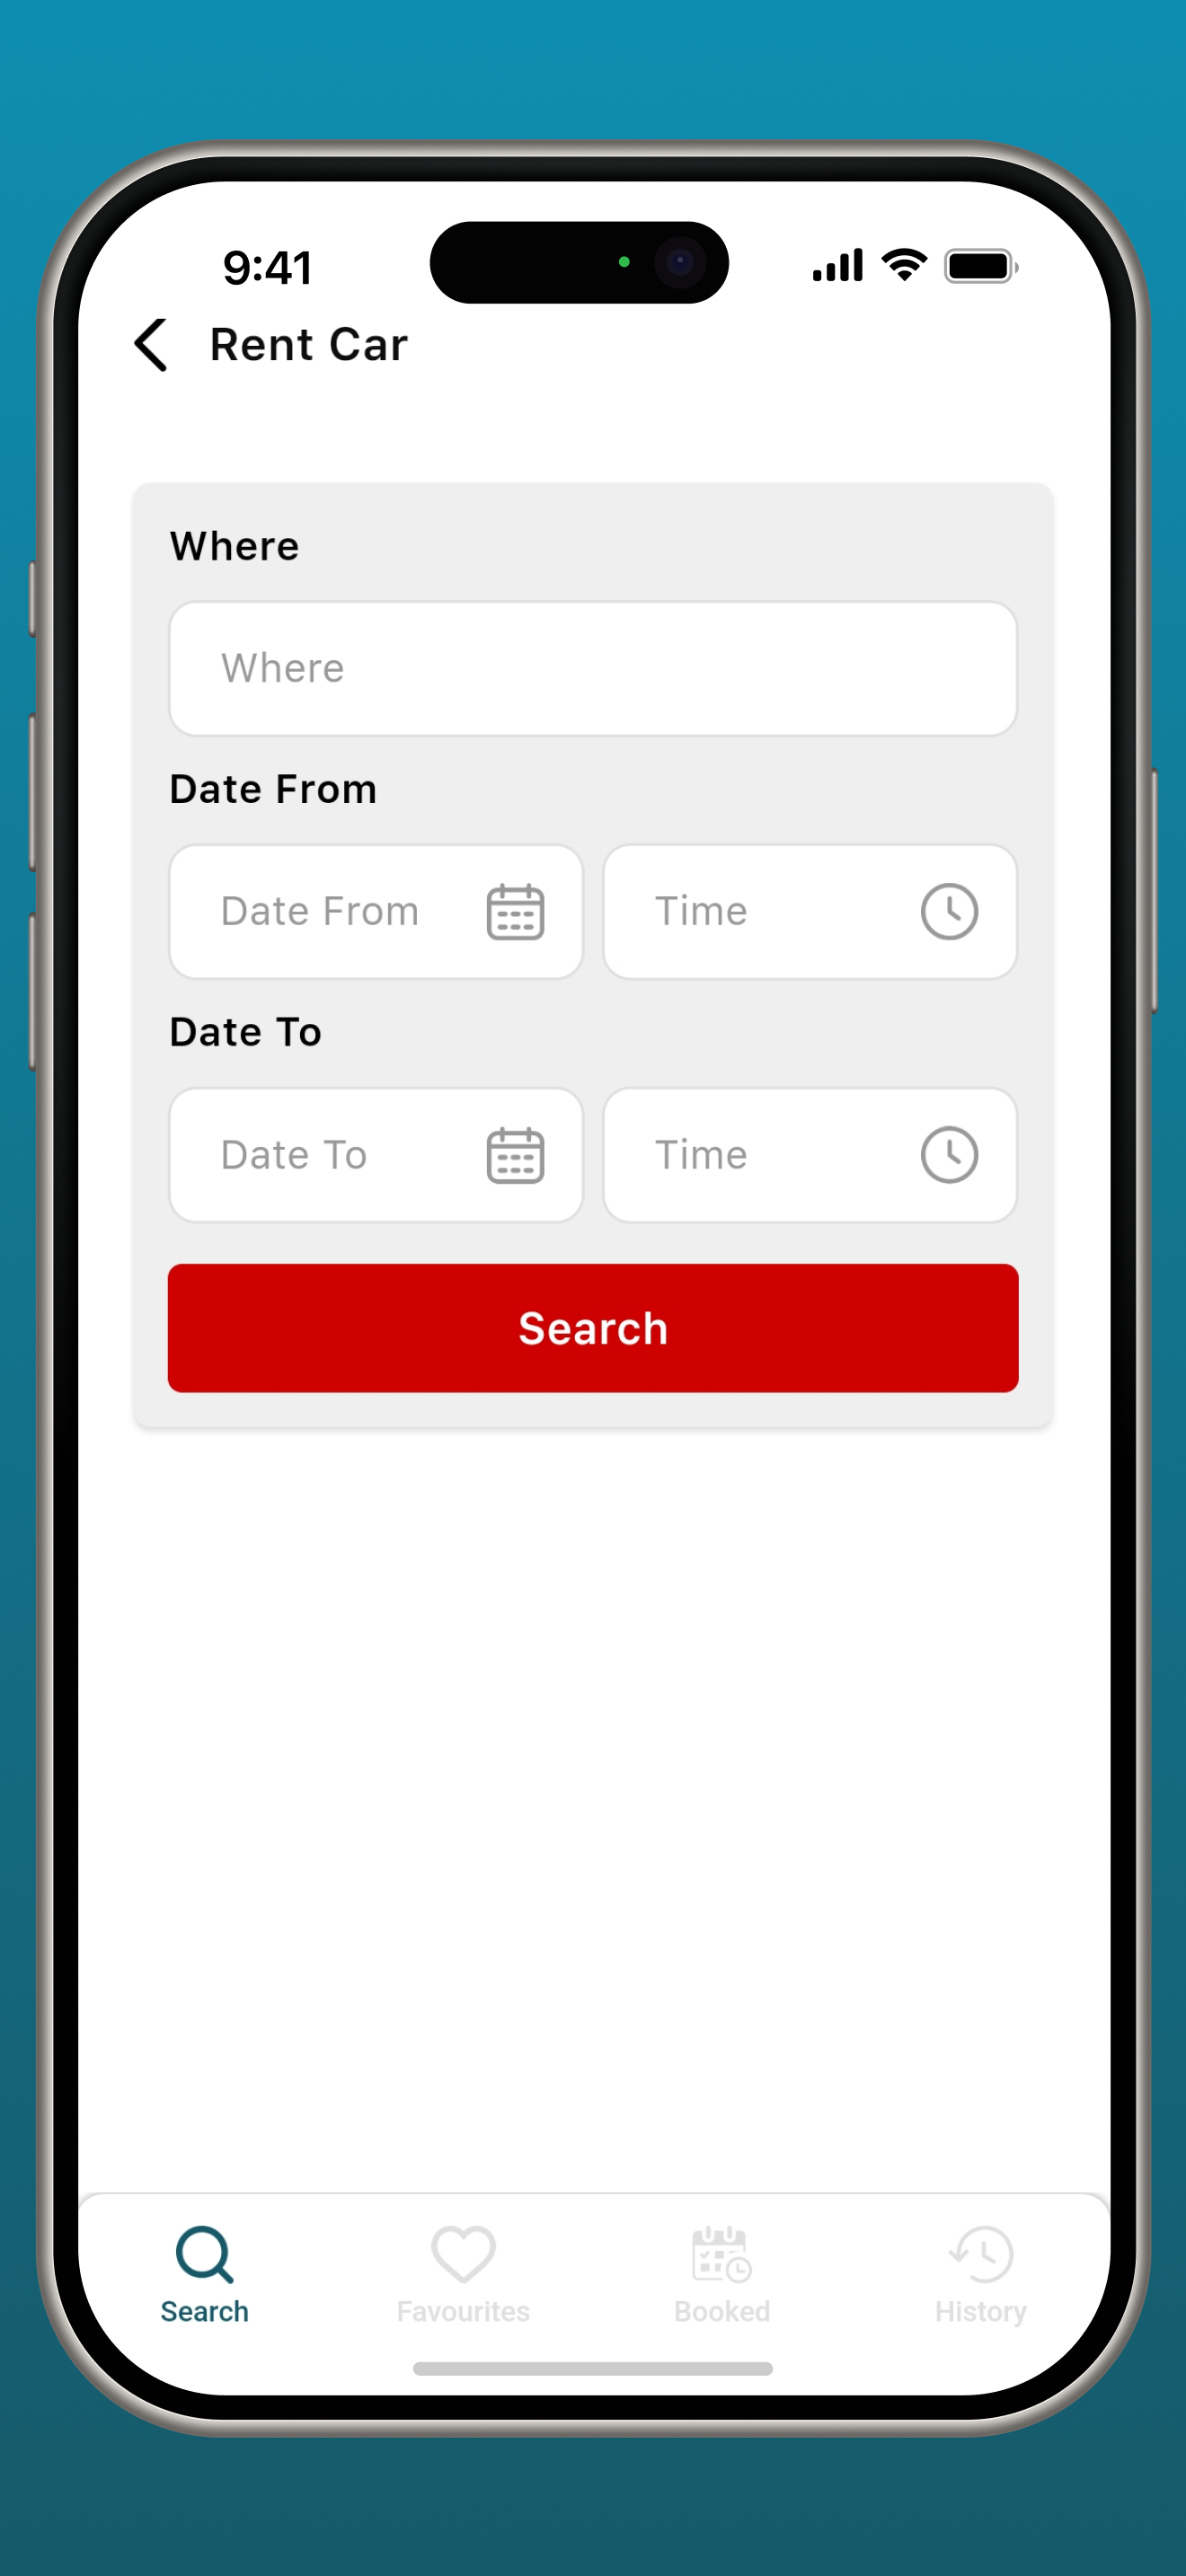 9:41
Rent Car
Where
Where
Date From
Date From Time
Date To
Date To Time
Search
Search Favourites Booked History